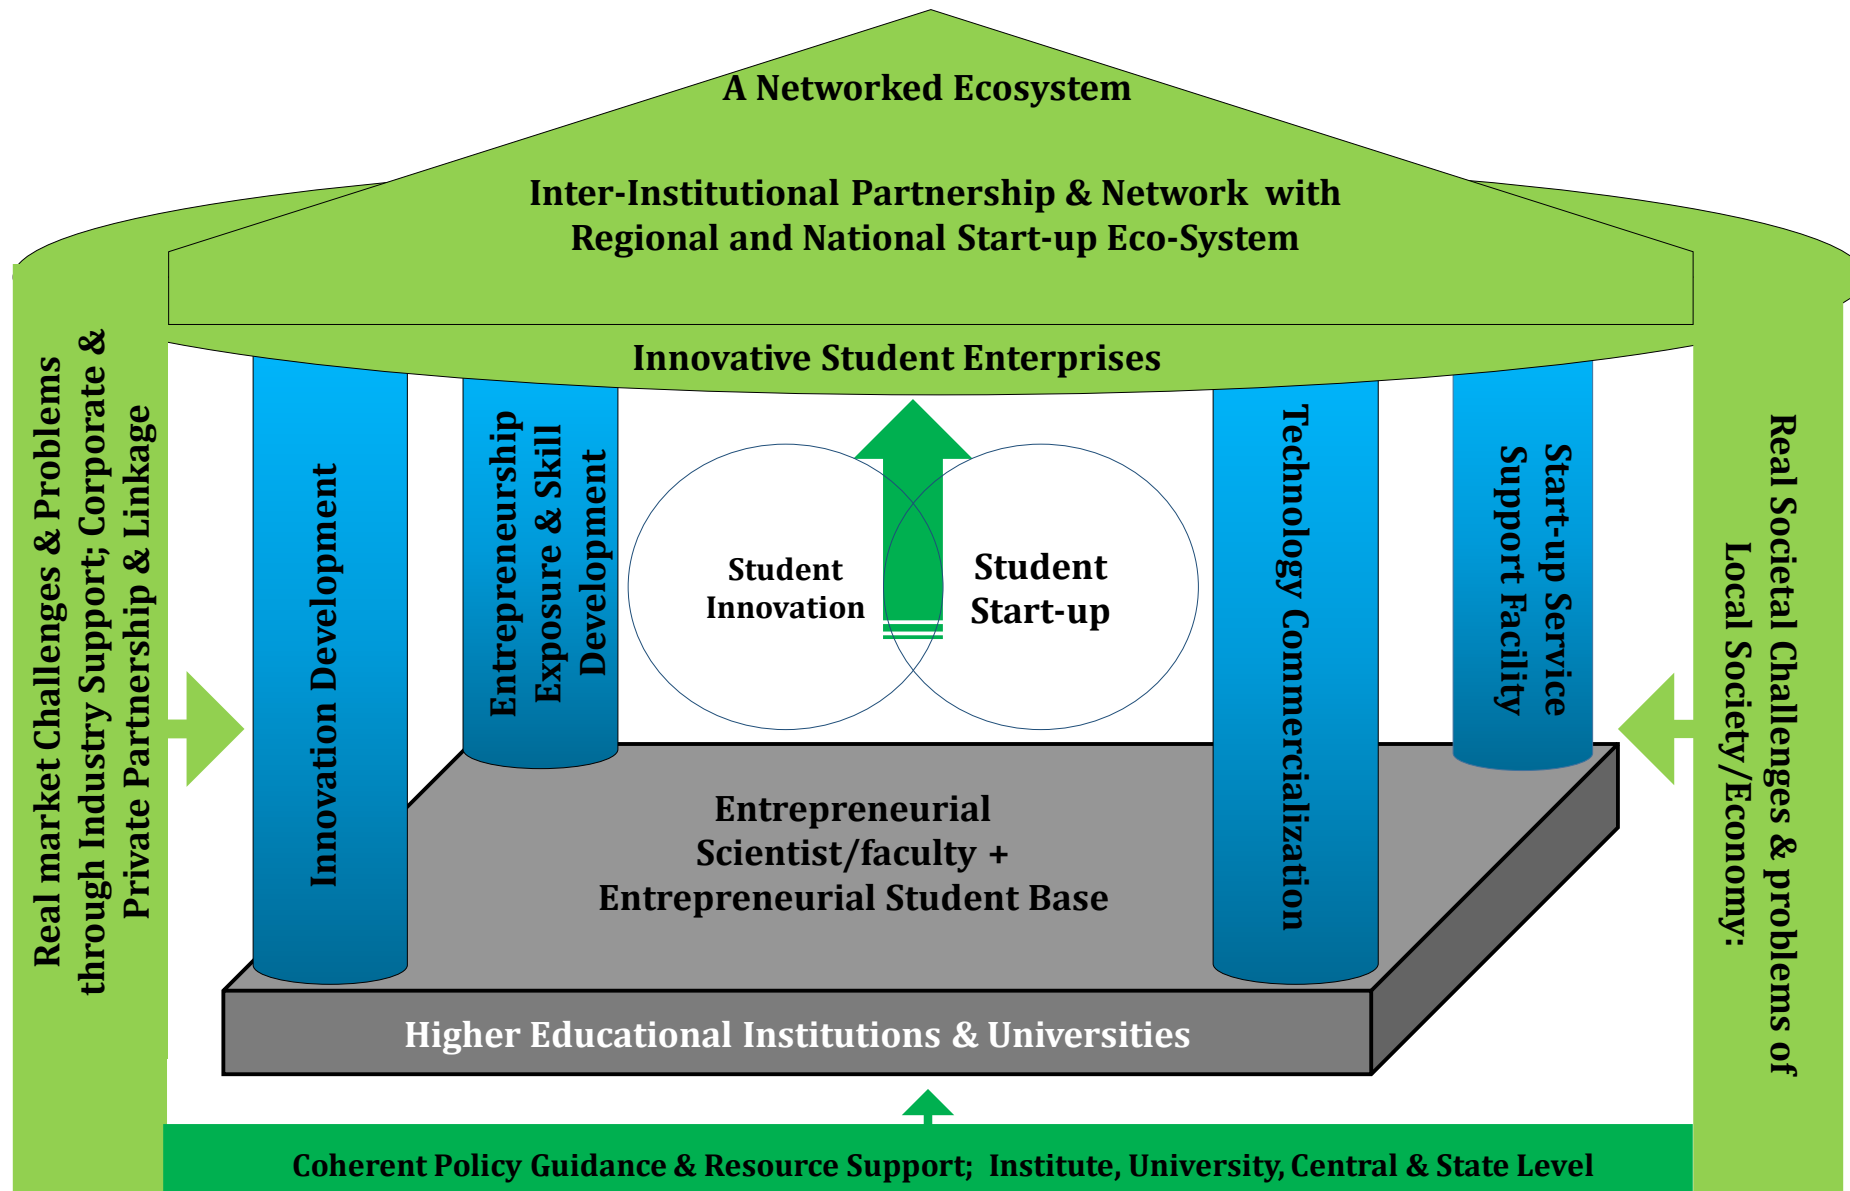 A Networked Ecosystem
Inter-Institutional Partnership & Network with
Regional and National Start-up Eco-System
Innovative Student Enterprises
Real market Challenges & Problems
through Industry Support; Corporate &
Private Partnership & Linkage
Innovation Development
Entrepreneurship
Exposure & Skill
Development
Student
Innovation
Student
Start-up
Technology Commercialization
Start-up Service
Support Facility
Real Societal Challenges & problems of
Local Society/Economy:
Entrepreneurial
Scientist/faculty +
Entrepreneurial Student Base
Higher Educational Institutions & Universities
Coherent Policy Guidance & Resource Support; Institute, University, Central & State Level